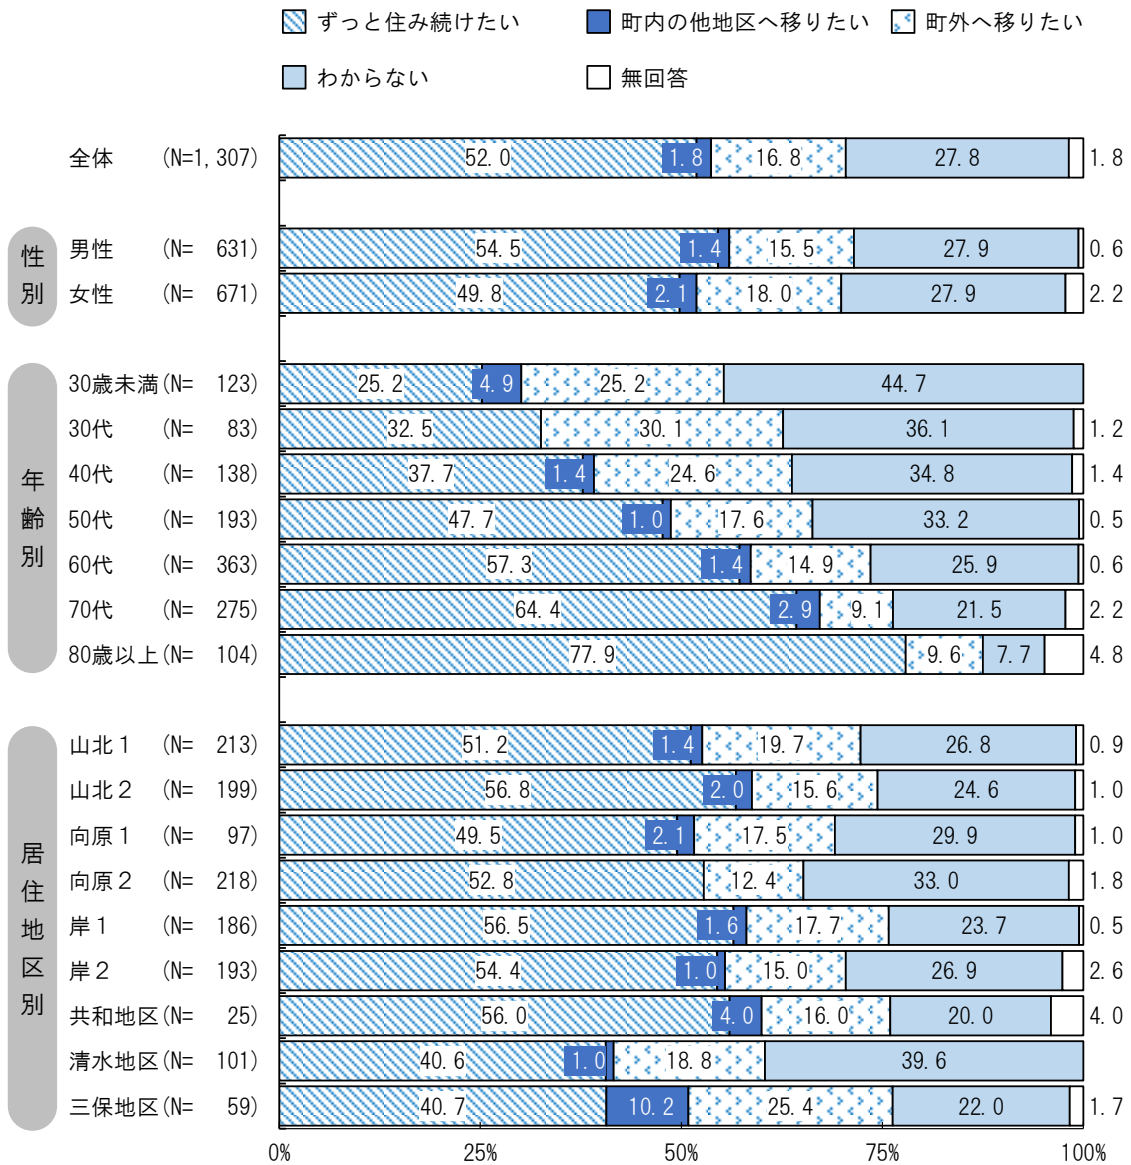 ずっと住み続けたい 町内の他地区へ移りたい 町外へ移りたい
わからない 無回答
全体 (N=1,307) 52.0 1.8 16.8 27.8 1.8
性別
男性 (N= 631) 54.5 1.4 15.5 27.9 0.6
女性 (N= 671) 49.8 2.1 18.0 27.9 2.2
年齢別
30歳未満(N= 123) 25.2 4.9 25.2 44.7
30代 (N= 83) 32.5 30.1 36.1 1.2
40代 (N= 138) 37.7 1.4 24.6 34.8 1.4
50代 (N= 193) 47.7 1.0 17.6 33.2 0.5
60代 (N= 363) 57.3 1.4 14.9 25.9 0.6
70代 (N= 275) 64.4 2.9 9.1 21.5 2.2
80歳以上(N= 104) 77.9 9.6 7.7 4.8
居住地区別
山北1 (N= 213) 51.2 1.4 19.7 26.8 0.9
山北2 (N= 199) 56.8 2.0 15.6 24.6 1.0
向原1 (N= 97) 49.5 2.1 17.5 29.9 1.0
向原2 (N= 218) 52.8 12.4 33.0 1.8
岸1 (N= 186) 56.5 1.6 17.7 23.7 0.5
岸2 (N= 193) 54.4 1.0 15.0 26.9 2.6
共和地区(N= 25) 56.0 4.0 16.0 20.0 4.0
清水地区(N= 101) 40.6 1.0 18.8 39.6
三保地区(N= 59) 40.7 10.2 25.4 22.0 1.7
0% 25% 50% 75% 100%